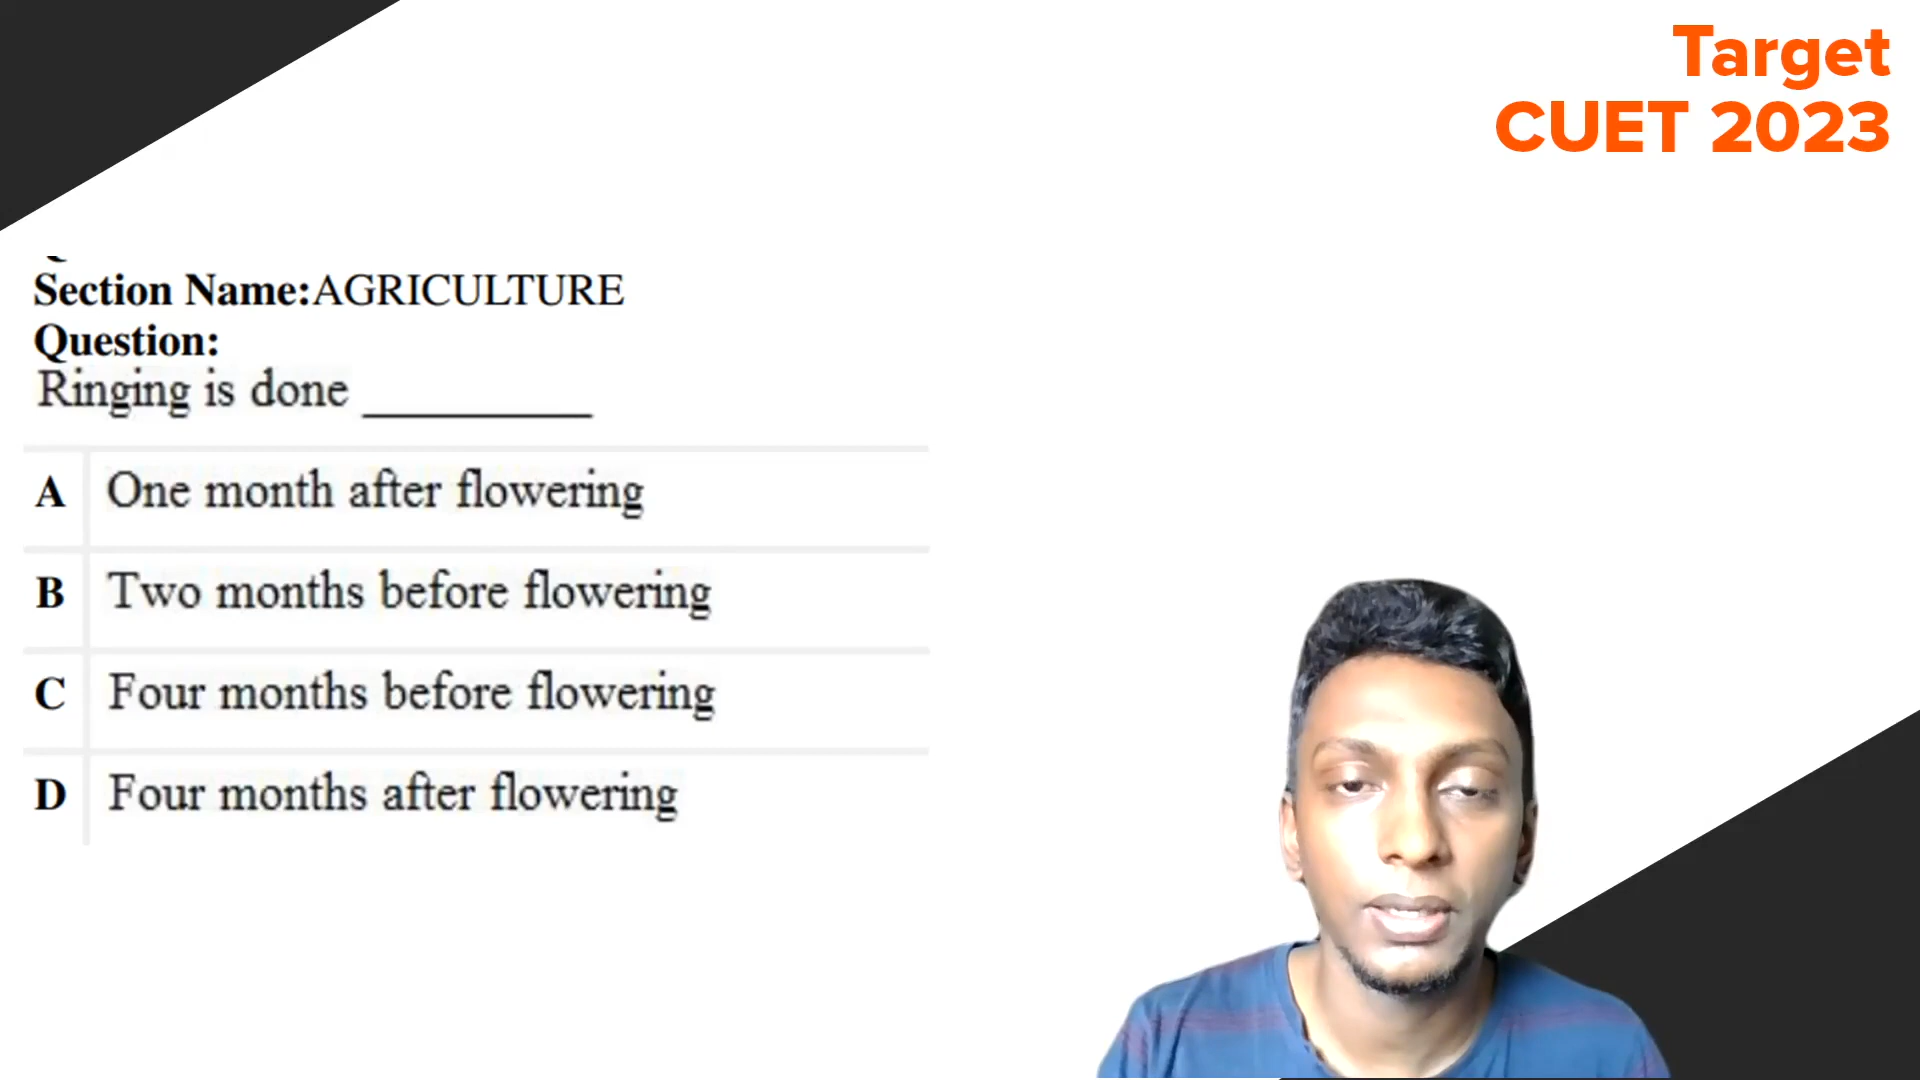 Target
CUET 2023
Section Name:AGRICULTURE
Question:
Ringing is done __________
A One month after flowering
B Two months before flowering
C Four months before flowering
D Four months after flowering